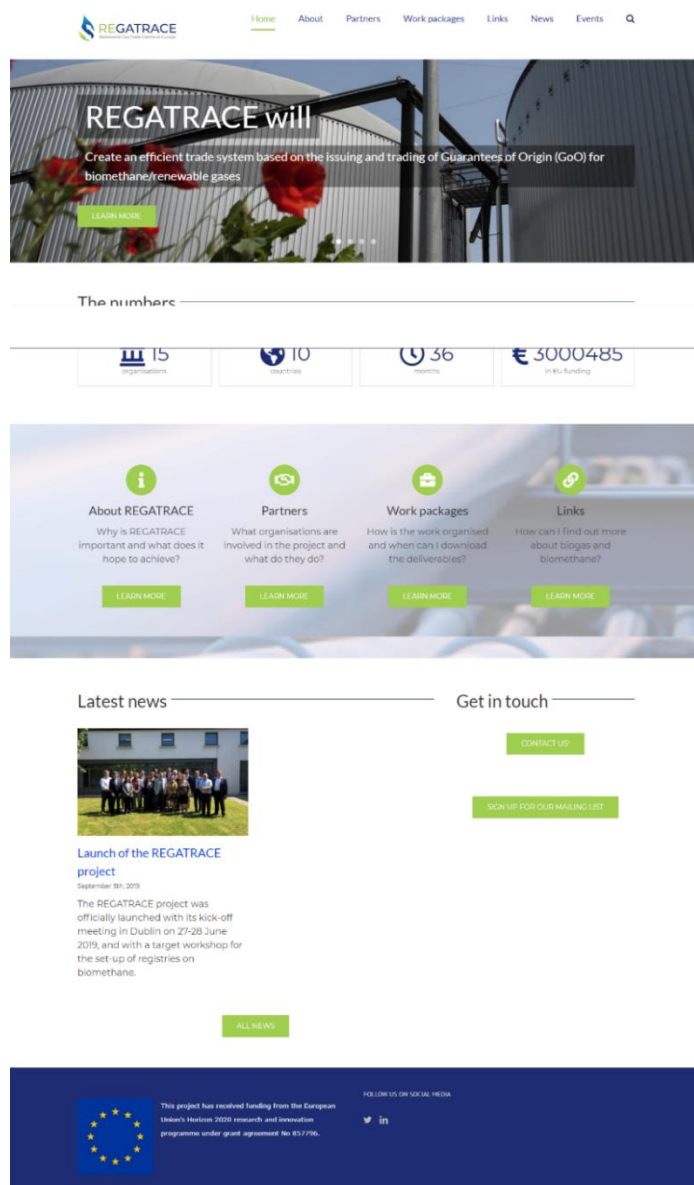 REGATRACE
Renewable Gas Trade Centre in Europe
Home About Partners Work packages Links News Events
REGATRACE will
Create an efficient trade system based on the issuing and trading of Guarantees of Origin (GoO) for
biomethane/renewable gases
LEARN MORE
The numbers
15
organisations
10
countries
36
months
€ 3000485
in EU funding
About REGATRACE
Why is REGATRACE
important and what does it
hope to achieve?
LEARN MORE
Partners
What organisations are
involved in the project and
what do they do?
LEARN MORE
Work packages
How is the work organised
and when can I download
the deliverables?
LEARN MORE
Links
How can I find out more
about biogas and
biomethane?
LEARN MORE
Latest news
Launch of the REGATRACE
project
September 5th, 2019
The REGATRACE project was
officially launched with its kick-off
meeting in Dublin on 27-28 June
2019, and with a target workshop for
the set-up of registries on
biomethane.
ALL NEWS
Get in touch
CONTACT US!
SIGN UP FOR OUR MAILING LIST
This project has received funding from the European
Union's Horizon 2020 research and innovation
programme under grant agreement No 857796.
FOLLOW US ON SOCIAL MEDIA